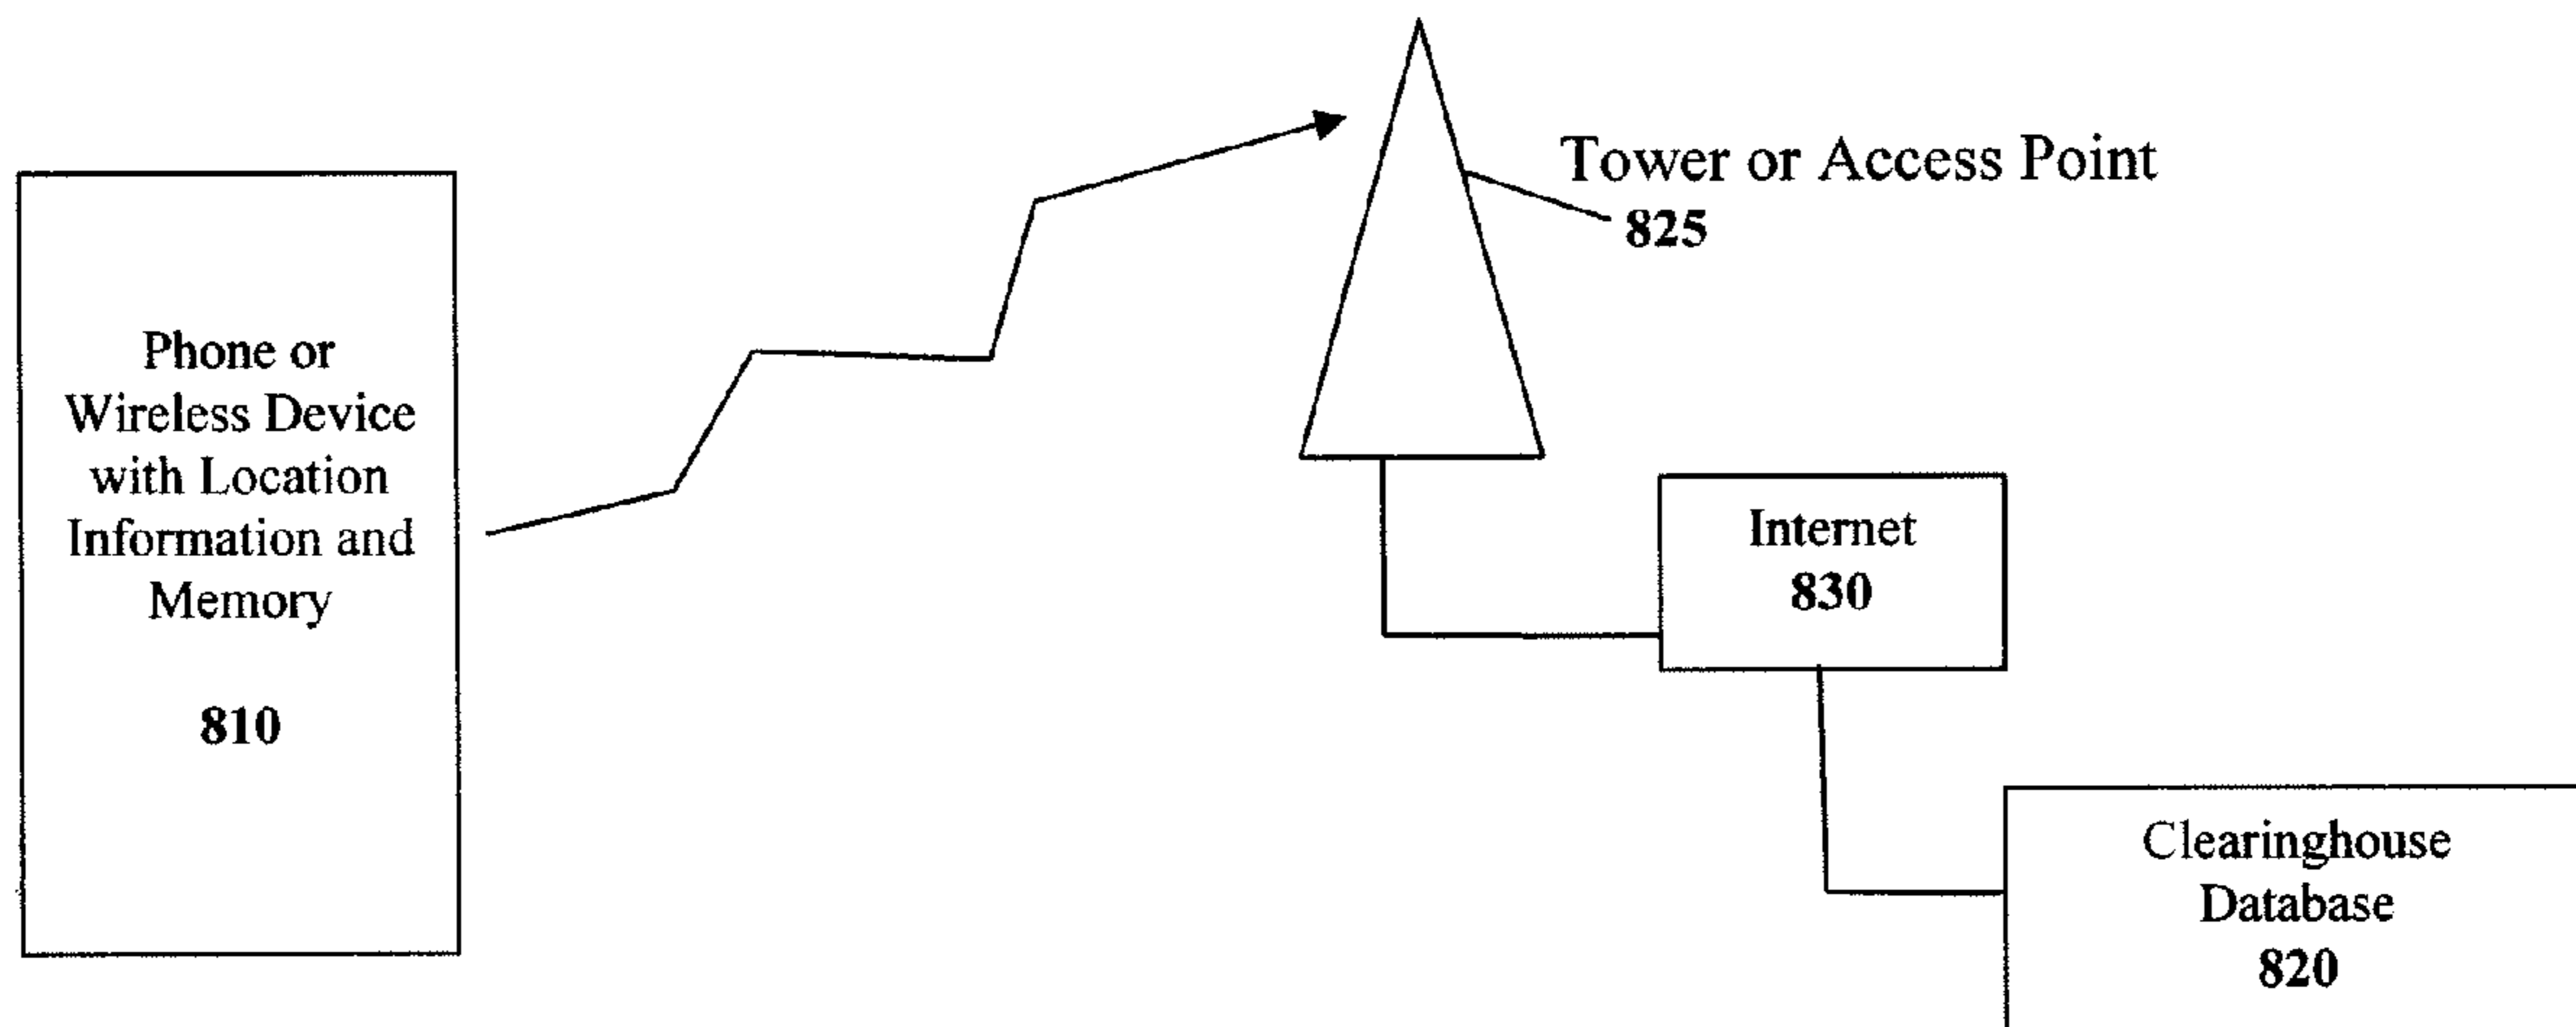 Phone or
Wireless Device
with Location
Information and
Memory
810
Tower or Access Point
825
Internet
830
Clearinghouse
Database
820